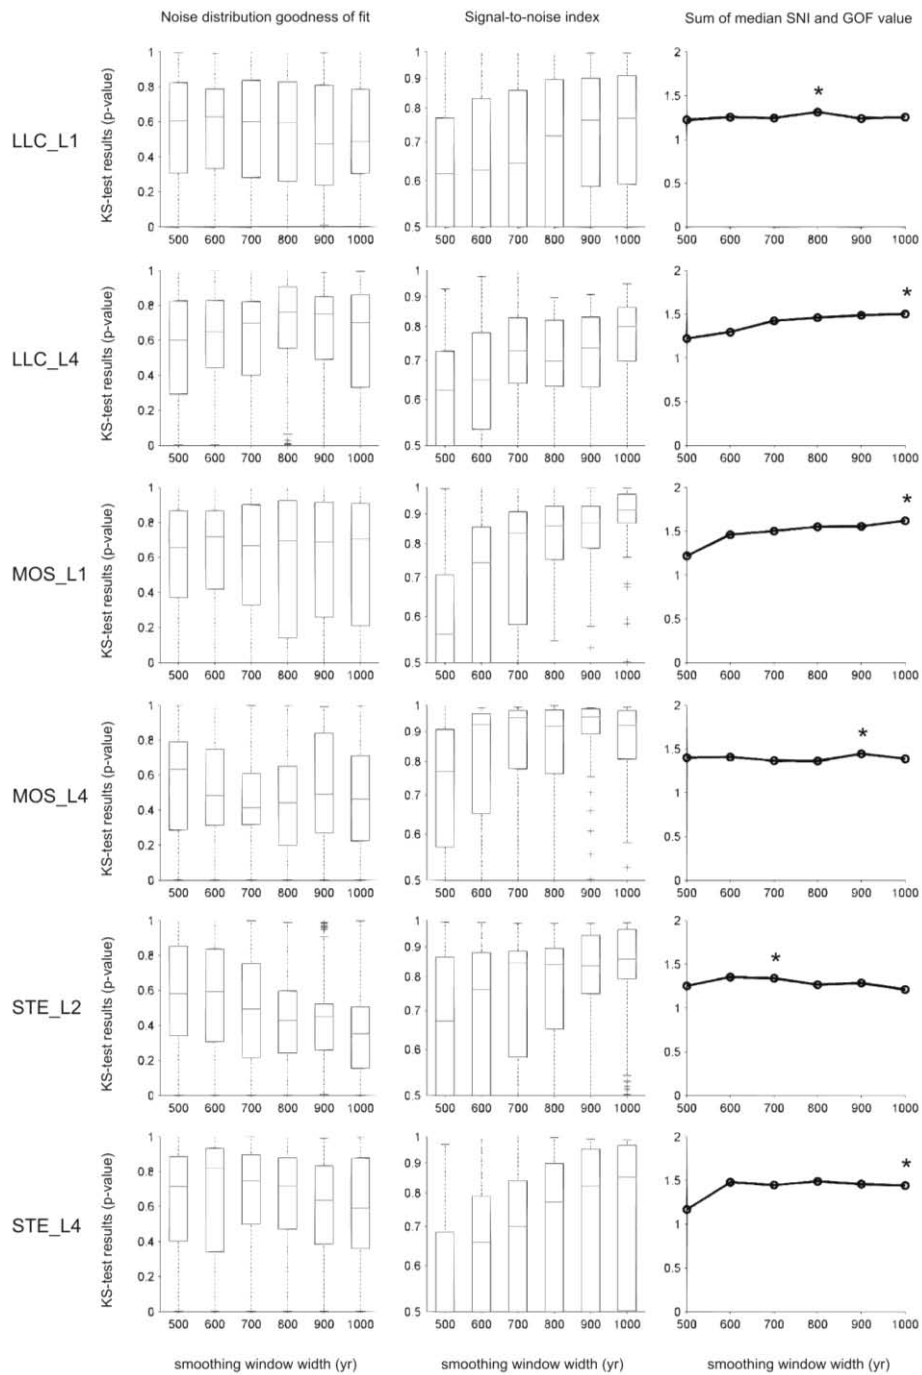 Noise distribution goodness of fit Signal-to-noise index Sum of median SNI and GOF value
LLC_L1
KS-test results (p-value)
1 0.8 0.6 0.4 0.2 0
500 600 700 800 900 1000
1 0.9 0.8 0.7 0.6 0.5
500 600 700 800 900 1000
2 1.5 1 0.5 0
*
500 600 700 800 900 1000
LLC_L4
KS-test results (p-value)
1 0.8 0.6 0.4 0.2 0
500 600 700 800 900 1000
0.9 0.8 0.7 0.6 0.5
500 600 700 800 900 1000
2 1.5 1 0.5 0
*
500 600 700 800 900 1000
MOS_L1
KS-test results (p-value)
1 0.8 0.6 0.4 0.2 0
500 600 700 800 900 1000
0.9 0.8 0.7 0.6 0.5
500 600 700 800 900 1000
2 1.5 1 0.5 0
*
500 600 700 800 900 1000
MOS_L4
KS-test results (p-value)
1 0.8 0.6 0.4 0.2 0
500 600 700 800 900 1000
1 0.9 0.8 0.7 0.6 0.5
500 600 700 800 900 1000
2 1.5 1 0.5 0
*
500 600 700 800 900 1000
STE_L2
KS-test results (p-value)
1 0.8 0.6 0.4 0.2 0
500 600 700 800 900 1000
1 0.9 0.8 0.7 0.6 0.5
500 600 700 800 900 1000
2 1.5 1 0.5 0
*
500 600 700 800 900 1000
STE_L4
KS-test results (p-value)
1 0.8 0.6 0.4 0.2 0
500 600 700 800 900 1000
1 0.9 0.8 0.7 0.6 0.5
500 600 700 800 900 1000
2 1.5 1 0.5 0
*
500 600 700 800 900 1000
smoothing window width (yr) smoothing window width (yr) smoothing window width (yr)